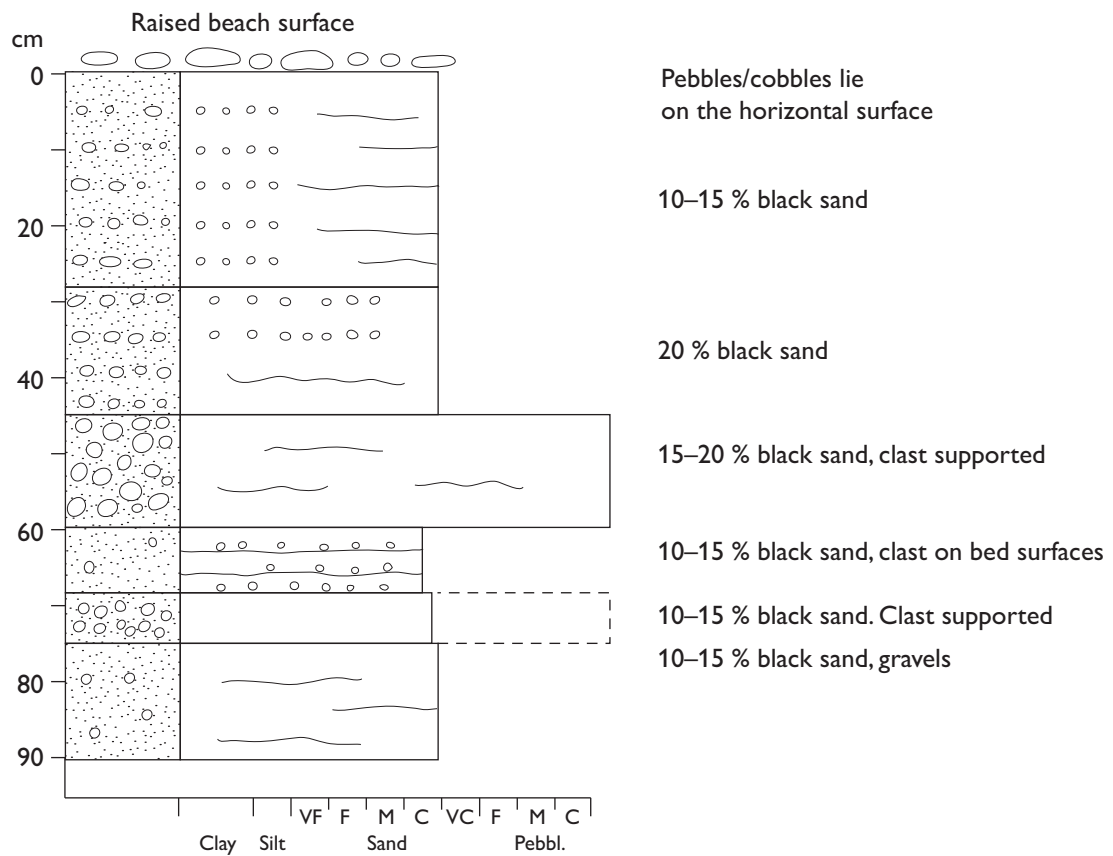 Raised beach surface
cm
0
Pebbles/cobbles lie
on the horizontal surface
10–15 % black sand
20
20 % black sand
40
15–20 % black sand, clast supported
60
10–15 % black sand, clast on bed surfaces
10–15 % black sand. Clast supported
10–15 % black sand, gravels
80
90
VF F M C VC F M C
Clay Silt Sand Pebbl.